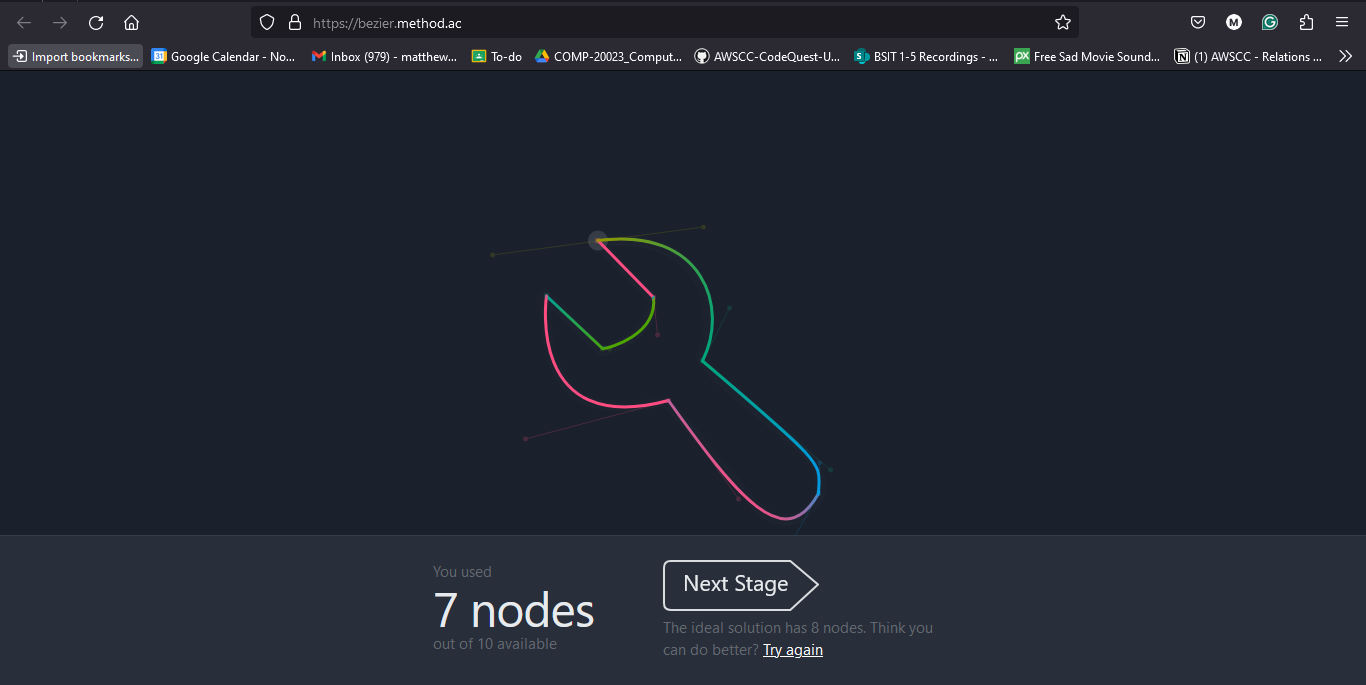 https://bezier.method.ac
M
G
Import bookmarks...
31 Google Calendar - No...
Inbox (979) - matthew...
To-do
COMP-20023_Comput...
AWSCC-CodeQuest-U...
S BSIT 1-5 Recordings - ...
px Free Sad Movie Sound...
N (1) AWSCC - Relations ...
You used
7 nodes
out of 10 available
Next Stage
The ideal solution has 8 nodes. Think you
can do better? Try again